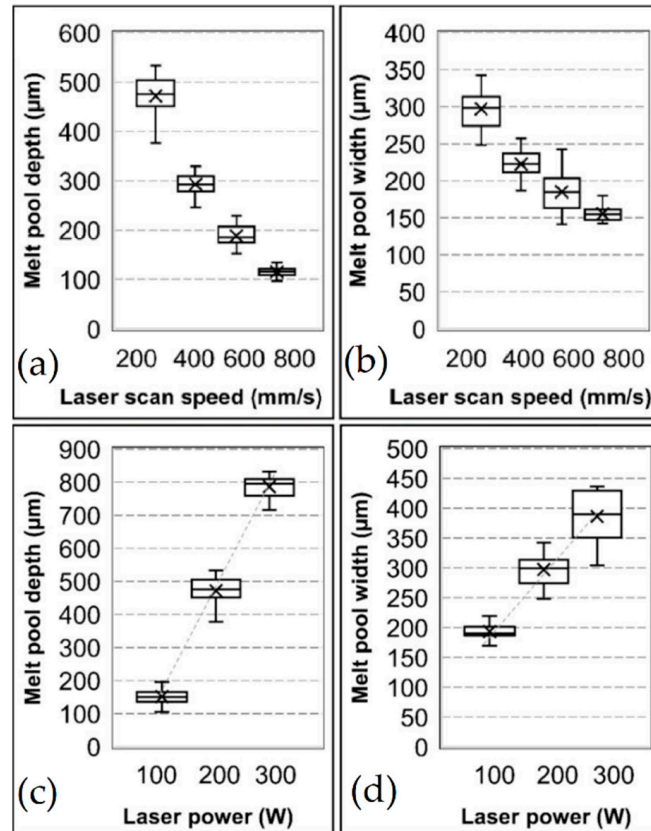 Melt pool depth (µm)
600
500
400
300
200
100
0
200 400 600 800
Laser scan speed (mm/s)
(a)
Melt pool width (µm)
400
350
300
250
200
150
100
50
0
200 400 600 800
Laser scan speed (mm/s)
(b)
Melt pool depth (µm)
900
800
700
600
500
400
300
200
100
0
100 200 300
Laser power (W)
(c)
Melt pool width (µm)
500
450
400
350
300
250
200
150
100
50
0
100 200 300
Laser power (W)
(d)